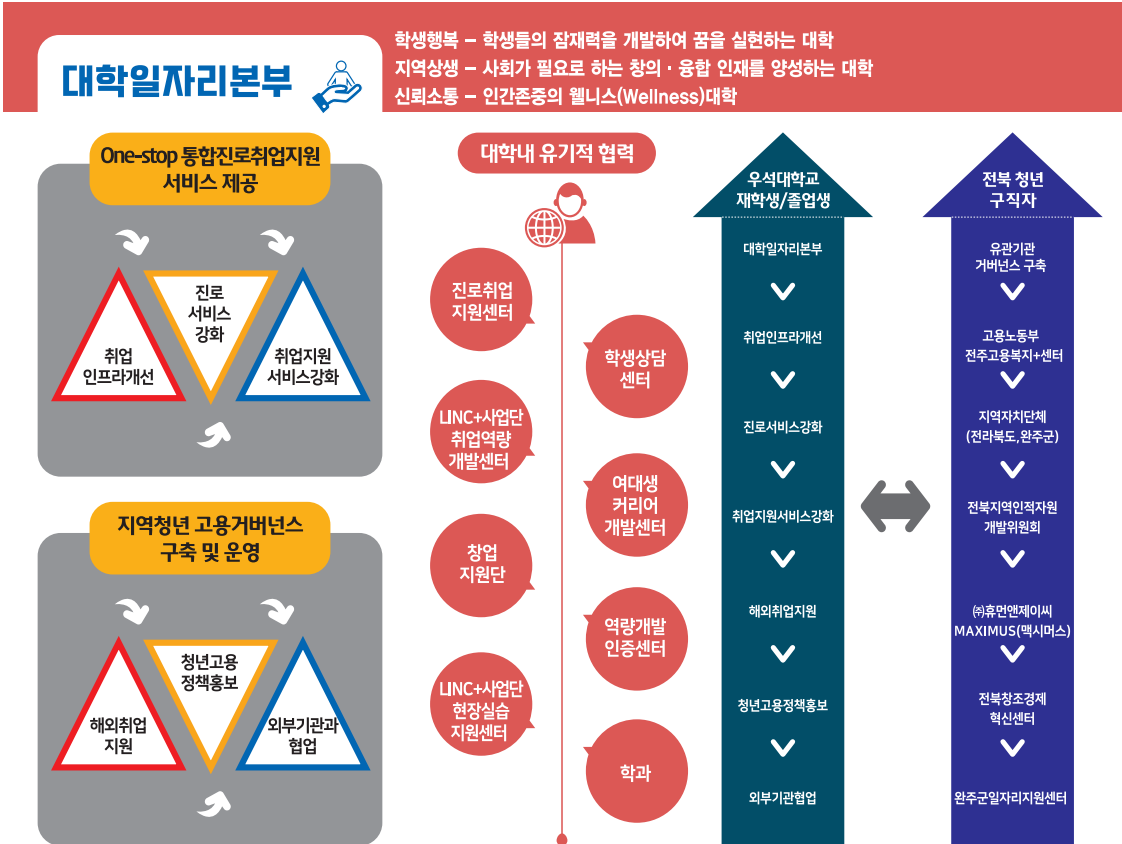 대학일자리본부
학생행복 – 학생들의 잠재력을 개발하여 꿈을 실현하는 대학
지역상생 – 사회가 필요로 하는 창의·융합 인재를 양성하는 대학
신뢰소통 – 인간존중의 웰니스(Wellness)대학
One-stop 통합진로취업지원
서비스 제공
취업
인프라개선
진로
서비스
강화
취업지원
서비스강화
지역청년 고용거버넌스
구축 및 운영
해외취업
지원
청년고용
정책홍보
외부기관과
협업
대학내 유기적 협력
진로취업
지원센터
학생상담
센터
LINC+사업단
취업역량
개발센터
여대생
커리어
개발센터
창업
지원단
역량개발
인증센터
LINC+사업단
현장실습
지원센터
학과
우석대학교
재학생/졸업생
대학일자리본부
취업인프라개선
진로서비스강화
취업지원서비스강화
해외취업지원
청년고용정책홍보
외부기관협업
전북 청년
구직자
유관기관
거버넌스 구축
고용노동부
전주고용복지+센터
지역자치단체
(전라북도,완주군)
전북지역인적자원
개발위원회
㈜휴먼앤제이씨
MAXIMUS(맥시머스)
전북창조경제
혁신센터
완주군일자리지원센터